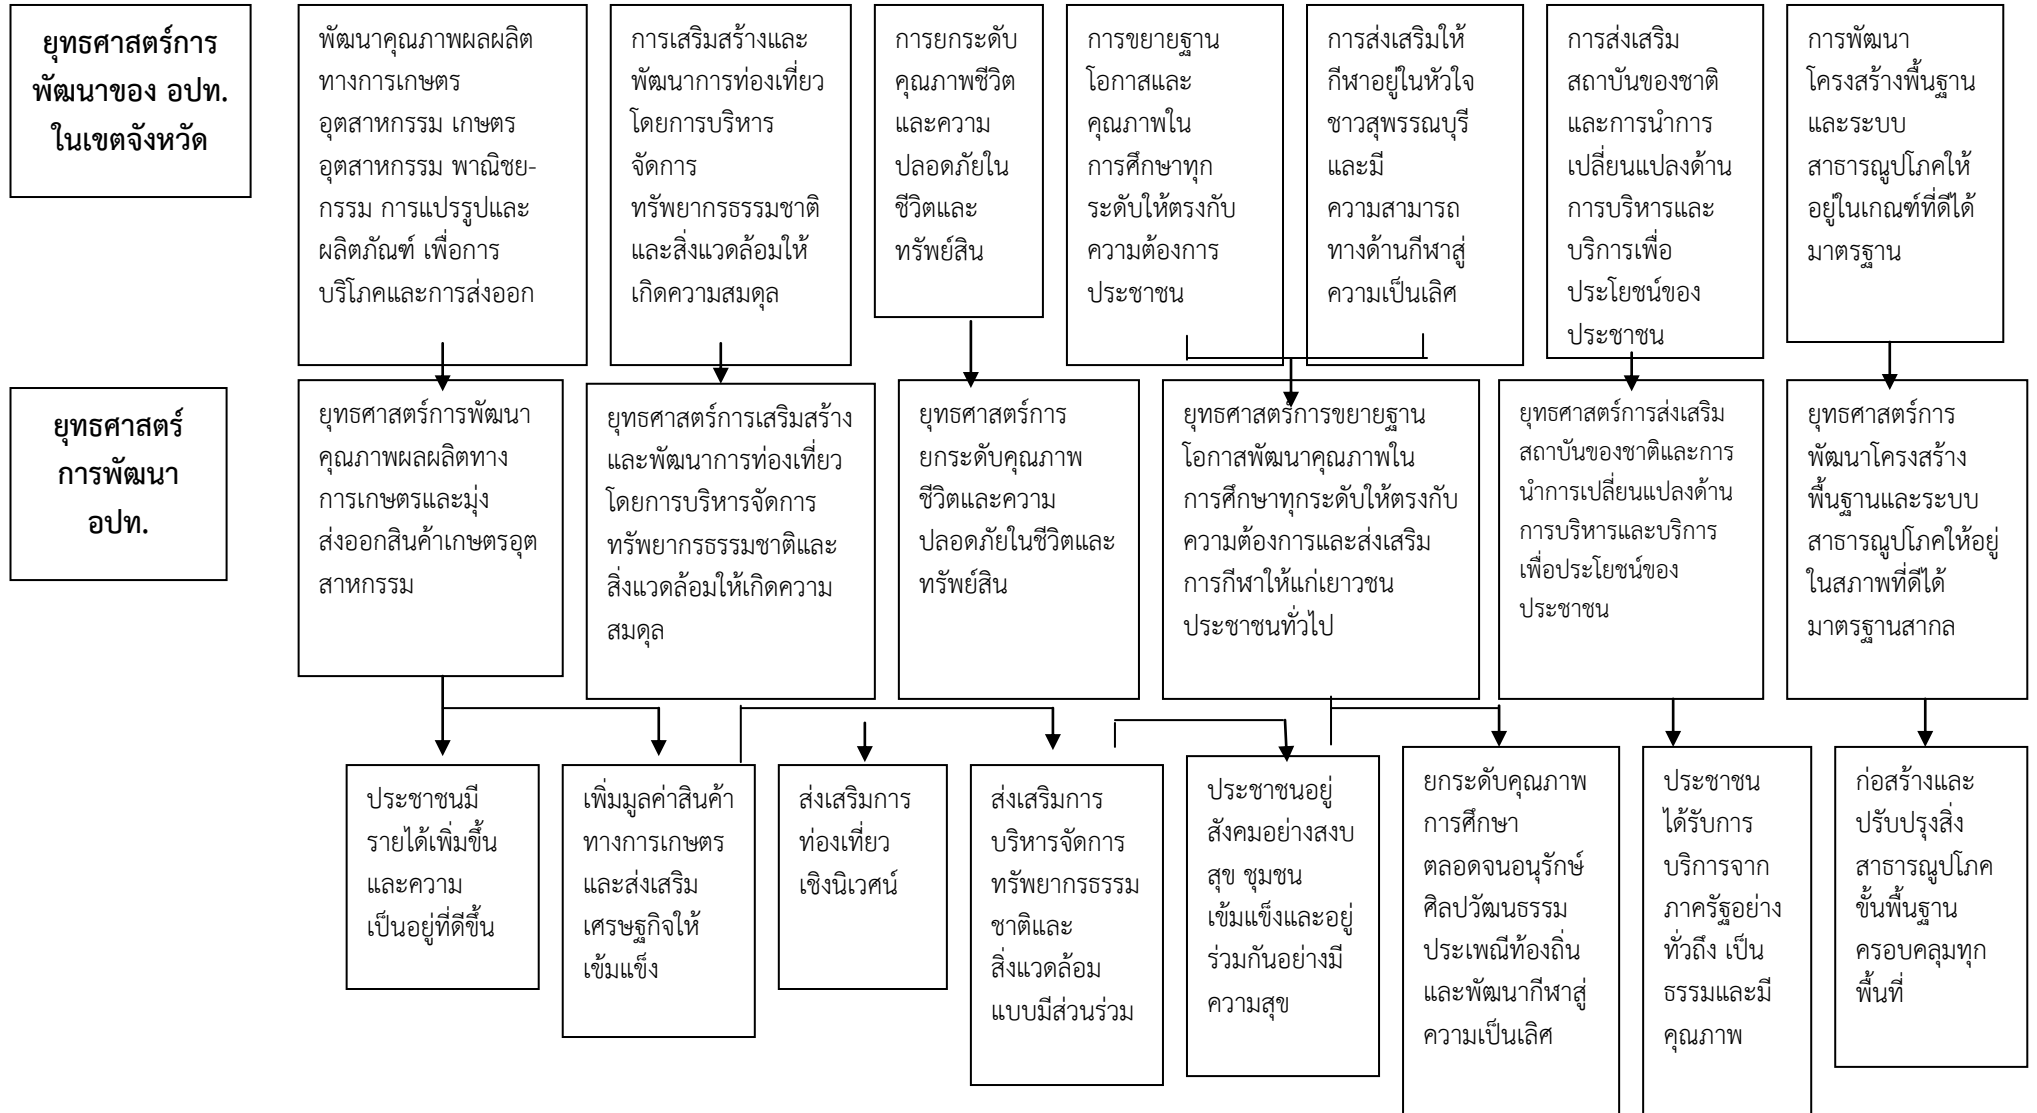 ยุทธศาสตร์การ
พัฒนาของ อปท.
ในเขตจังหวัด
พัฒนาคุณภาพผลผลิต
ทางการเกษตร
อุตสาหกรรม เกษตร
อุตสาหกรรม พาณิชย-
กรรม การแปรรูปและ
ผลิตภัณฑ์ เพื่อการ
บริโภคและการส่งออก
การเสริมสร้างและ
พัฒนาการท่องเที่ยว
โดยการบริหาร
จัดการ
ทรัพยากรธรรมชาติ
และสิ่งแวดล้อมให้
เกิดความสมดุล
การยกระดับ
คุณภาพชีวิต
และความ
ปลอดภัยใน
ชีวิตและ
ทรัพย์สิน
การขยายฐาน
โอกาสและ
คุณภาพใน
การศึกษาทุก
ระดับให้ตรงกับ
ความต้องการ
ประชาชน
การส่งเสริมให้
กีฬาอยู่ในหัวใจ
ชาวสุพรรณบุรี
และมี
ความสามารถ
ทางด้านกีฬาสู่
ความเป็นเลิศ
การส่งเสริม
สถาบันของชาติ
และการนำการ
เปลี่ยนแปลงด้าน
การบริหารและ
บริการเพื่อ
ประโยชน์ของ
ประชาชน
การพัฒนา
โครงสร้างพื้นฐาน
และระบบ
สาธารณูปโภคให้
อยู่ในเกณฑ์ที่ดีได้
มาตรฐาน
ยุทธศาสตร์
การพัฒนา
อปท.
ยุทธศาสตร์การพัฒนา
คุณภาพผลผลิตทาง
การเกษตรและมุ่ง
ส่งออกสินค้าเกษตรอุต
สาหกรรม
ยุทธศาสตร์การเสริมสร้าง
และพัฒนาการท่องเที่ยว
โดยการบริหารจัดการ
ทรัพยากรธรรมชาติและ
สิ่งแวดล้อมให้เกิดความ
สมดุล
ยุทธศาสตร์การ
ยกระดับคุณภาพ
ชีวิตและความ
ปลอดภัยในชีวิตและ
ทรัพย์สิน
ยุทธศาสตร์การขยายฐาน
โอกาสพัฒนาคุณภาพใน
การศึกษาทุกระดับให้ตรงกับ
ความต้องการและส่งเสริม
การกีฬาให้แก่เยาวชน
ประชาชนทั่วไป
ยุทธศาสตร์การส่งเสริม
สถาบันของชาติและการ
นำการเปลี่ยนแปลงด้าน
การบริหารและบริการ
เพื่อประโยชน์ของ
ประชาชน
ยุทธศาสตร์การ
พัฒนาโครงสร้าง
พื้นฐานและระบบ
สาธารณูปโภคให้อยู่
ในสภาพที่ดีได้
มาตรฐานสากล
ประชาชนมี
รายได้เพิ่มขึ้น
และความ
เป็นอยู่ที่ดีขึ้น
เพิ่มมูลค่าสินค้า
ทางการเกษตร
และส่งเสริม
เศรษฐกิจให้
เข้มแข็ง
ส่งเสริมการ
ท่องเที่ยว
เชิงนิเวศน์
ส่งเสริมการ
บริหารจัดการ
ทรัพยากรธรรม
ชาติและ
สิ่งแวดล้อม
แบบมีส่วนร่วม
ประชาชนอยู่
สังคมอย่างสงบ
สุข ชุมชน
เข้มแข็งและอยู่
ร่วมกันอย่างมี
ความสุข
ยกระดับคุณภาพ
การศึกษา
ตลอดจนอนุรักษ์
ศิลปวัฒนธรรม
ประเพณีท้องถิ่น
และพัฒนากีฬาสู่
ความเป็นเลิศ
ประชาชน
ได้รับการ
บริการจาก
ภาครัฐอย่าง
ทั่วถึง เป็น
ธรรมและมี
คุณภาพ
ก่อสร้างและ
ปรับปรุงสิ่ง
สาธารณูปโภค
ขั้นพื้นฐาน
ครอบคลุมทุก
พื้นที่